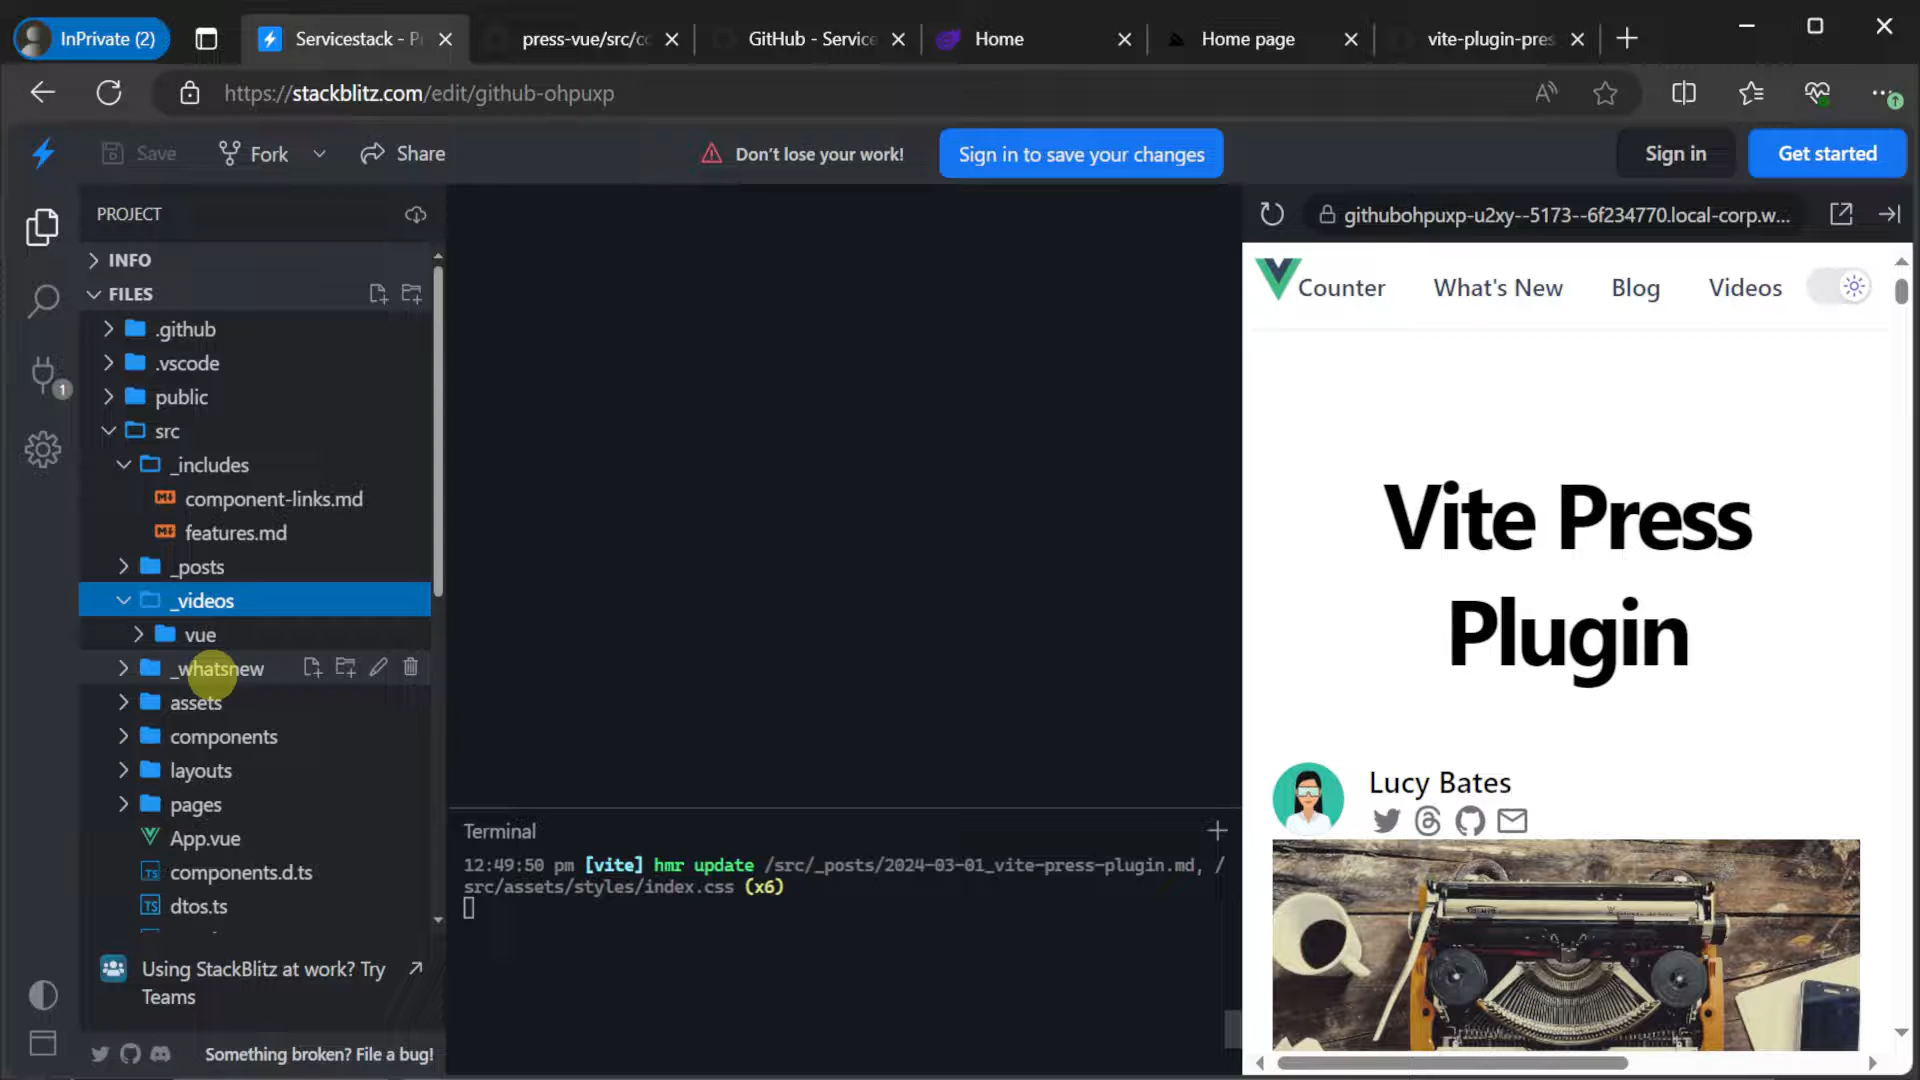 InPrivate (2)
Servicestack - P
press-vue/src/cc
GitHub - Service
Home
Home page
vite-plugin-pres
https://stackblitz.com/edit/github-ohpuxp
Save
Fork
Share
Don't lose your work!
Sign in to save your changes
Sign in
Get started
PROJECT
INFO
FILES
.github
.vscode
public
src
_includes
component-links.md
features.md
_posts
_videos
vue
_whatsnew
assets
components
layouts
pages
App.vue
components.d.ts
dtos.ts
Using StackBlitz at work? Try
Teams
Something broken? File a bug!
1
Terminal
12:49:50 pm [vite] hmr update /src/_posts/2024-03-01_vite-press-plugin.md, /
src/assets/styles/index.css (x6)
githubohpuxp-u2xy--5173--6f234770.local-corp.w...
Counter
What's New
Blog
Videos
Vite Press
Plugin
Lucy Bates